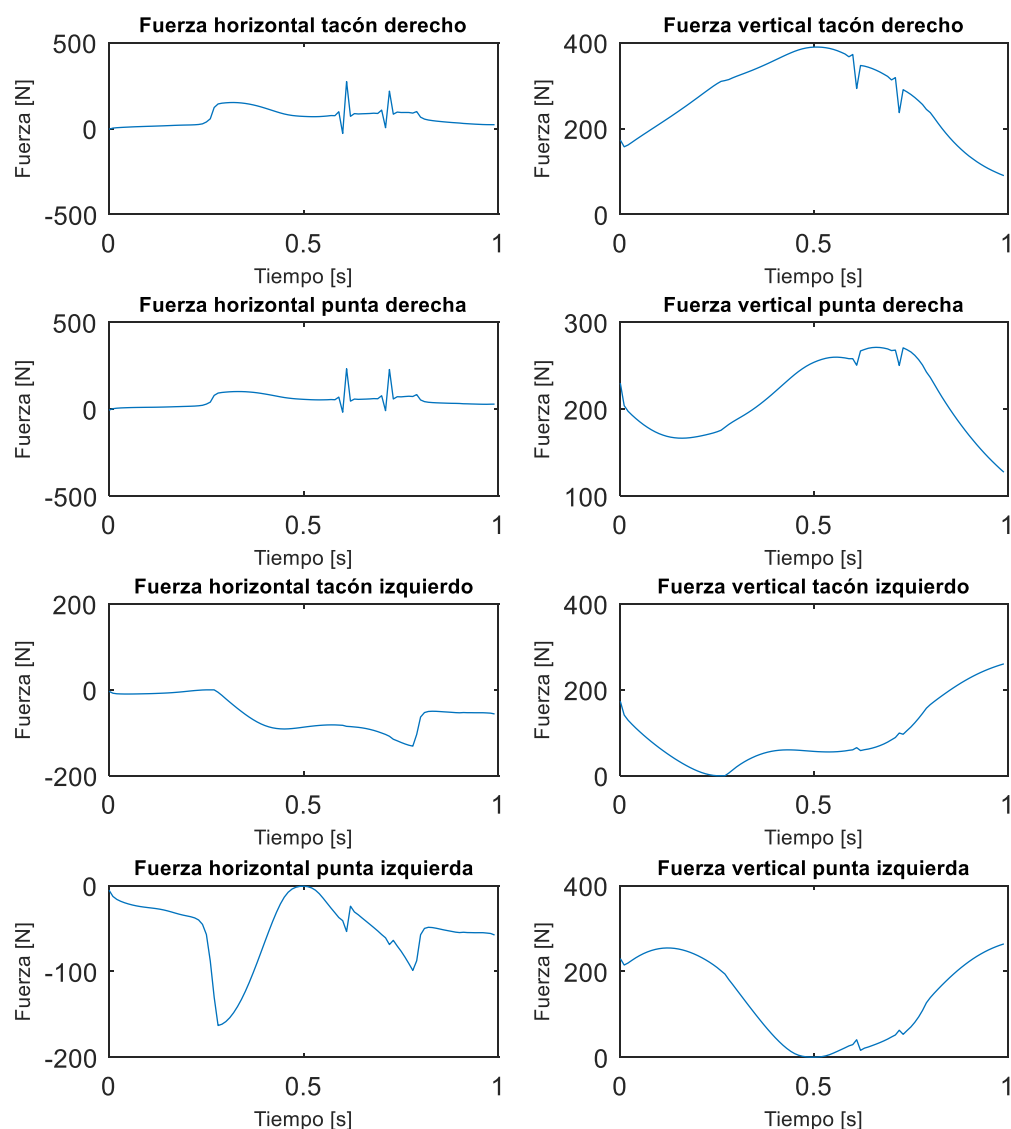 Fuerza horizontal tacón derecho
Fuerza vertical tacón derecho
Fuerza [N]
500
0
-500
0
0.5
1
Tiempo [s]
Fuerza [N]
400
200
0
0
0.5
1
Tiempo [s]
Fuerza horizontal punta derecha
Fuerza vertical punta derecha
Fuerza [N]
500
0
-500
0
0.5
1
Tiempo [s]
Fuerza [N]
300
200
100
0
0.5
1
Tiempo [s]
Fuerza horizontal tacón izquierdo
Fuerza vertical tacón izquierdo
Fuerza [N]
200
0
-200
0
0.5
1
Tiempo [s]
Fuerza [N]
400
200
0
0
0.5
1
Tiempo [s]
Fuerza horizontal punta izquierda
Fuerza vertical punta izquierda
Fuerza [N]
0
-100
-200
0
0.5
1
Tiempo [s]
Fuerza [N]
400
200
0
0
0.5
1
Tiempo [s]